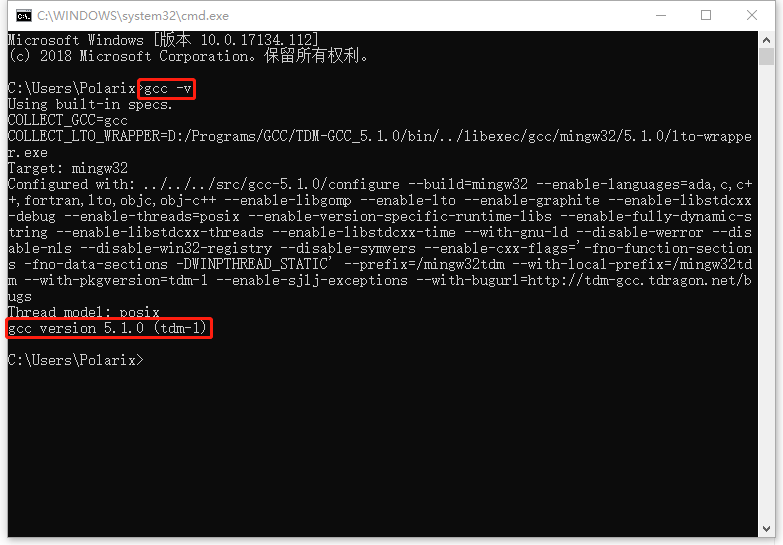 C:\WINDOWS\system32\cmd.exe
Microsoft Windows [版本 10.0.17134.112]
(c) 2018 Microsoft Corporation。保留所有权利。
C:\Users\Polarix>gcc -v
Using built-in specs.
COLLECT_GCC=gcc
COLLECT_LTO_WRAPPER=D:/Programs/GCC/TDM-GCC_5.1.0/bin/../libexec/gcc/mingw32/5.1.0/lto-wrappe
r.exe
Target: mingw32
Configured with: ../../../src/gcc-5.1.0/configure --build=mingw32 --enable-languages=ada,c,c+
+,fortran,lto,objc,obj-c++ --enable-libgomp --enable-lto --enable-graphite --enable-libstdcxx
-debug --enable-threads=posix --enable-version-specific-runtime-libs --enable-fully-dynamic-s
tring --enable-libstdcxx-threads --enable-libstdcxx-time --with-gnu-ld --disable-werror --dis
able-nls --disable-win32-registry --disable-symvers --enable-cxx-flags='-fno-function-section
s -fno-data-sections -DWINPTHREAD_STATIC' --prefix=/mingw32tdm --with-local-prefix=/mingw32td
m --with-pkgversion=tdm-1 --enable-sjlj-exceptions --with-bugurl=http://tdm-gcc.tdragon.net/b
ugs
Thread model: posix
gcc version 5.1.0 (tdm-1)
C:\Users\Polarix>